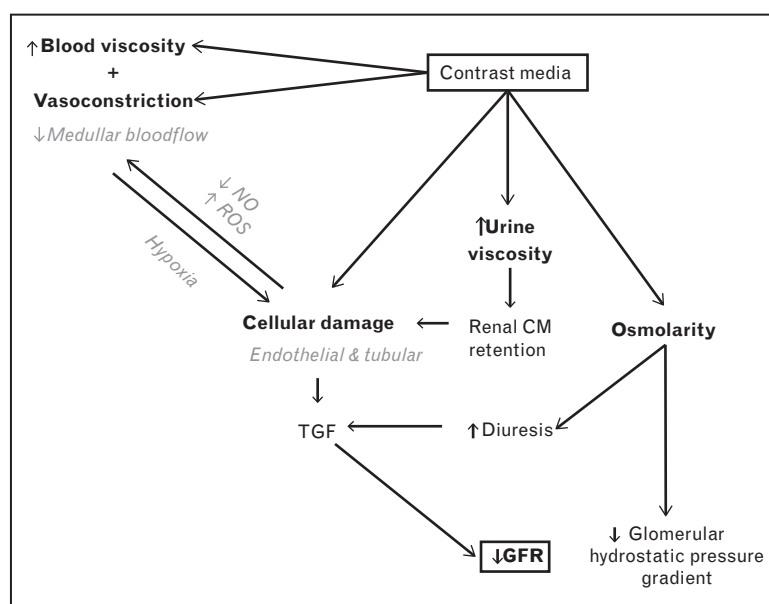 ↑Blood viscosity
+
Vasoconstriction
↓Medullar bloodflow
Contrast media
↓ NO
↑ ROS
Hypoxia
↑Urine
viscosity
Cellular damage
Endothelial & tubular
Renal CM
retention
Osmolarity
TGF
↑ Diuresis
↓GFR
↓ Glomerular
hydrostatic pressure
gradient